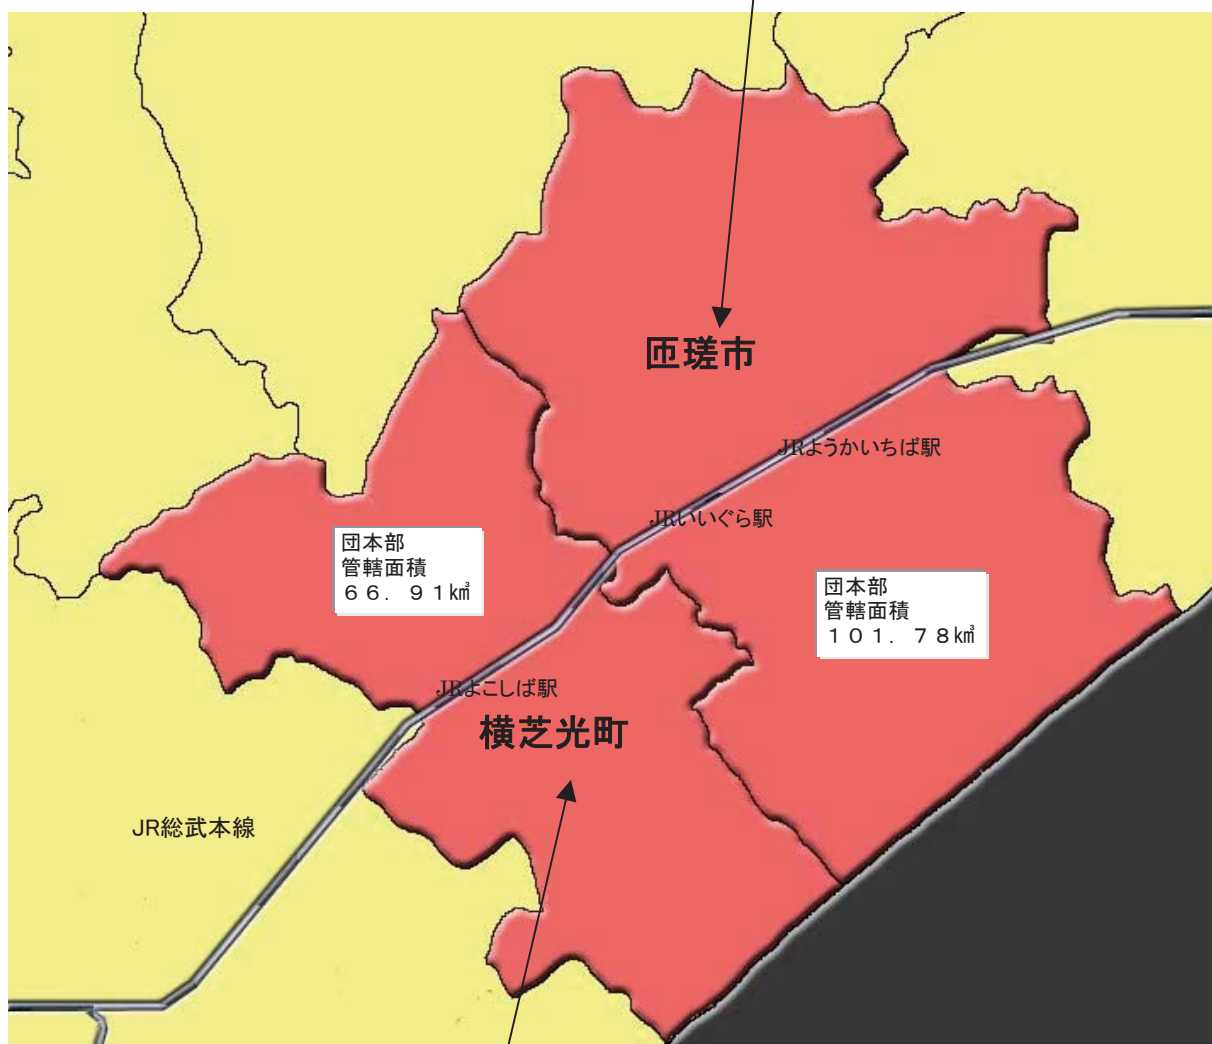 匝瑳市
JRようかいちば駅
JRいいぐら駅
団本部
管轄面積
６６．９１㎢
団本部
管轄面積
１０１．７８㎢
JRよこしば駅
横芝光町
JR総武本線